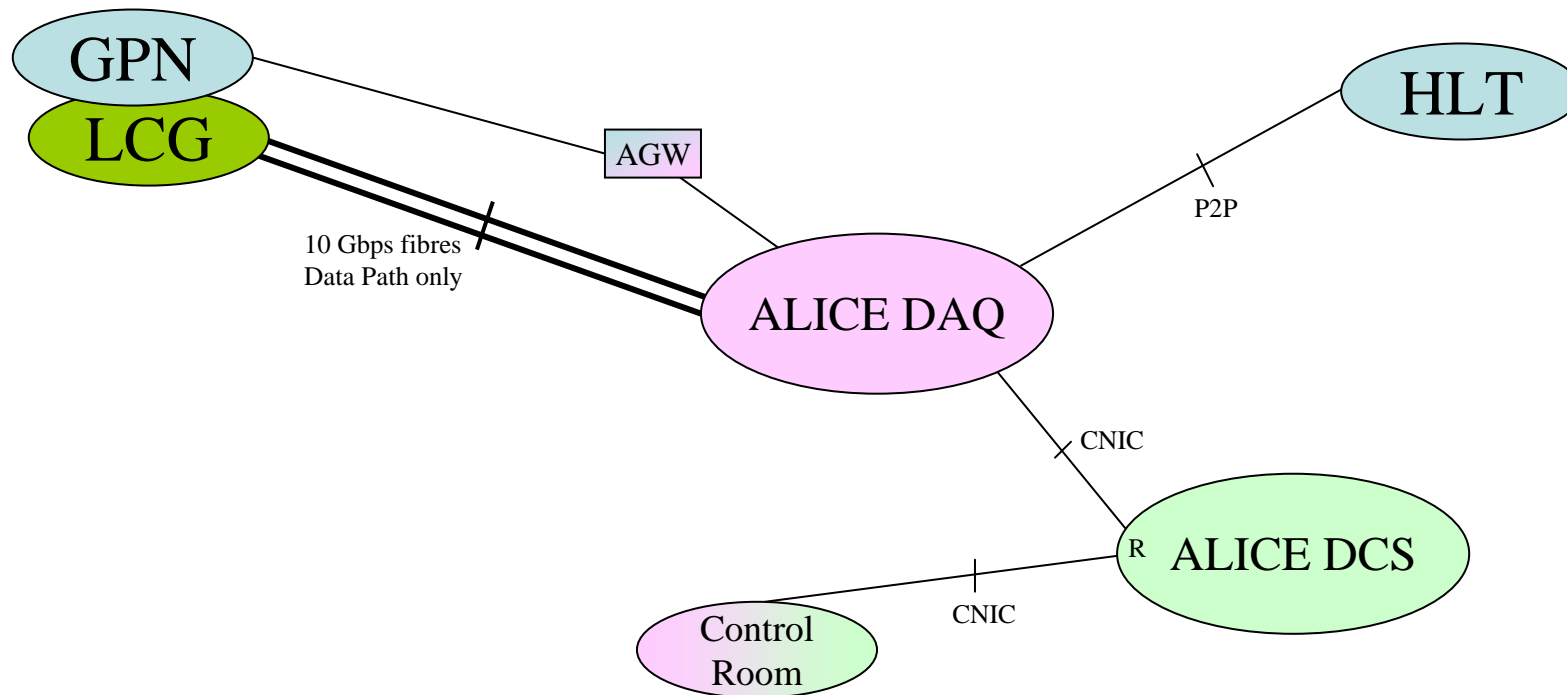 GPN
HLT
LCG
AGW
P2P
10 Gbps fibres
Data Path only
ALICE DAQ
CNIC
R
ALICE DCS
CNIC
Control
Room